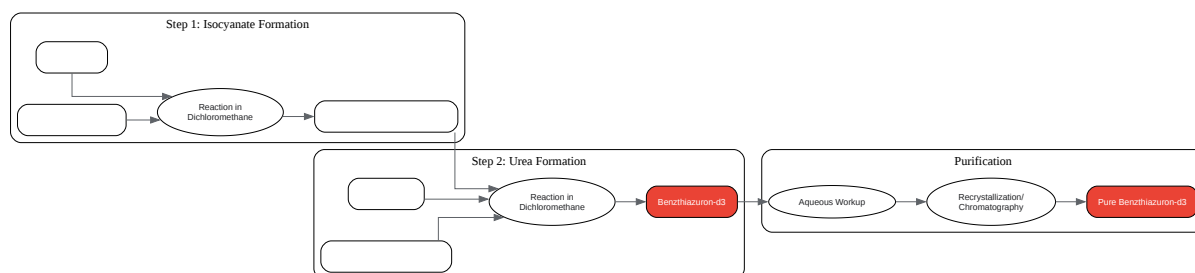 Step 1: Isocyanate Formation
Reaction in
Dichloromethane
Step 2: Urea Formation
Reaction in
Dichloromethane
Benzthiazuron-d3
Purification
Aqueous Workup
Recrystallization/
Chromatography
Pure Benzthiazuron-d3